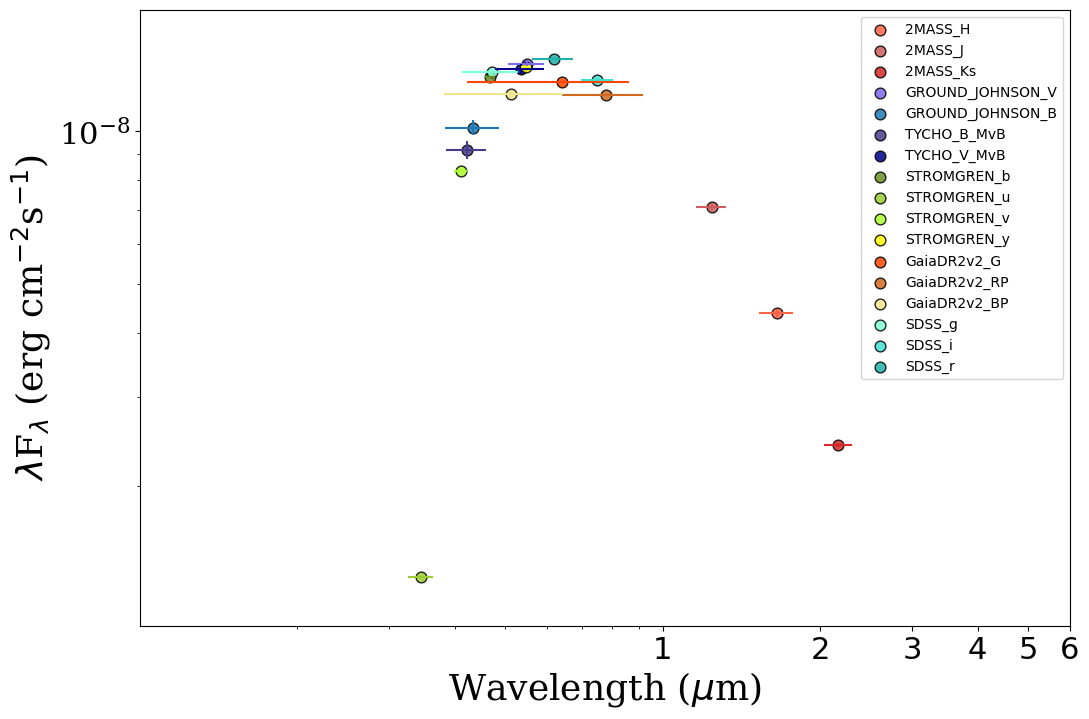 2MASS_H
2MASS_J
2MASS_Ks
GROUND_JOHNSON_V
GROUND_JOHNSON_B
TYCHO_B_MvB
TYCHO_V_MvB
STROMGREN_b
STROMGREN_u
STROMGREN_v
STROMGREN_y
GaiaDR2v2_G
GaiaDR2v2_RP
GaiaDR2v2_BP
SDSS_g
SDSS_i
SDSS_r
10⁻⁸
λF_λ (erg cm⁻²s⁻¹)
1 2 3 4 5 6
Wavelength (μm)